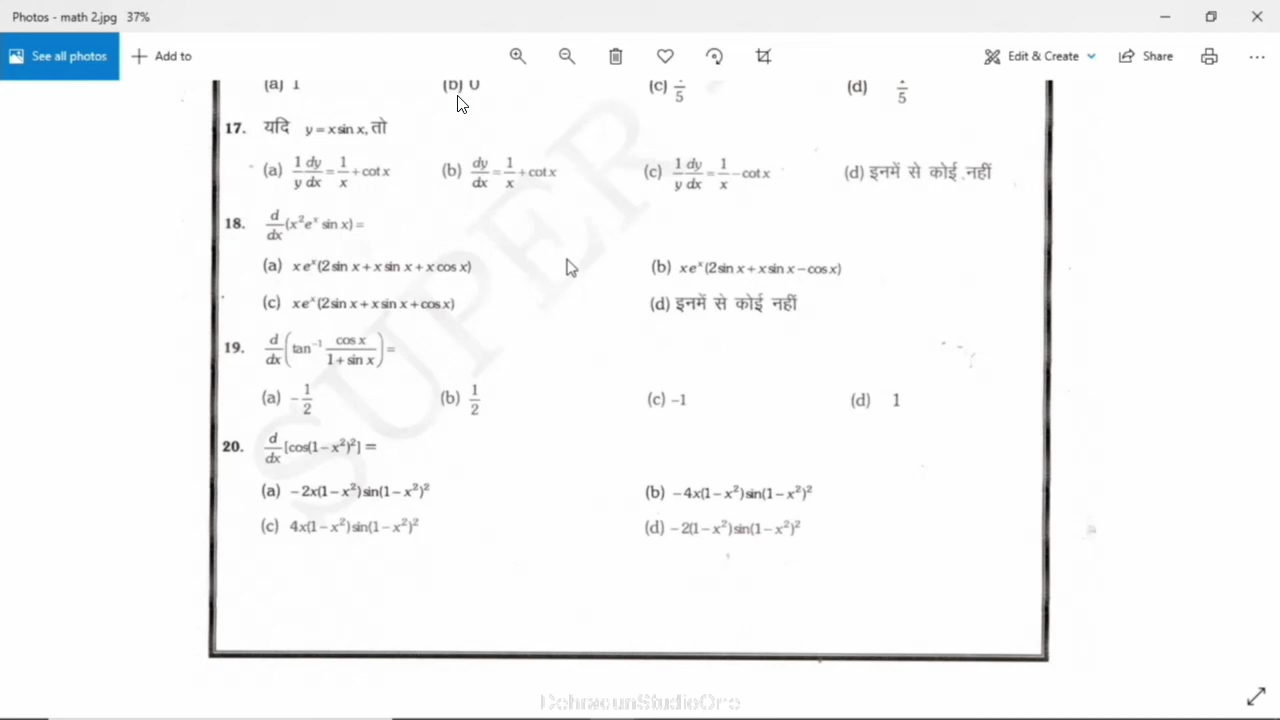 Photos - math 2.jpg 37%
See all photos
Add to
Edit & Create
Share
(a) 1 (b) 0 (c) /5 (d) /5
17. यदि y = x sin x, तो
(a) 1/y dy/dx = 1/x + cot x (b) dy/dx = 1/x + cot x (c) 1/y dy/dx = 1/x − cot x (d) इनमें से कोई नहीं
18. d/dx (x²eˣ sin x) =
(a) x eˣ(2 sin x + x sin x + x cos x) (b) x eˣ(2 sin x + x sin x − cos x)
(c) x eˣ(2 sin x + x sin x + cos x) (d) इनमें से कोई नहीं
19. d/dx (tan⁻¹ cos x/1 + sin x) =
(a) −1/2 (b) 1/2 (c) −1 (d) 1
20. d/dx [cos(1 − x²)²] =
(a) −2x(1 − x²) sin(1 − x²)² (b) −4x(1 − x²) sin(1 − x²)²
(c) 4x(1 − x²) sin(1 − x²)² (d) −2(1 − x²) sin(1 − x²)²
SUPER
DehradunStudioOne